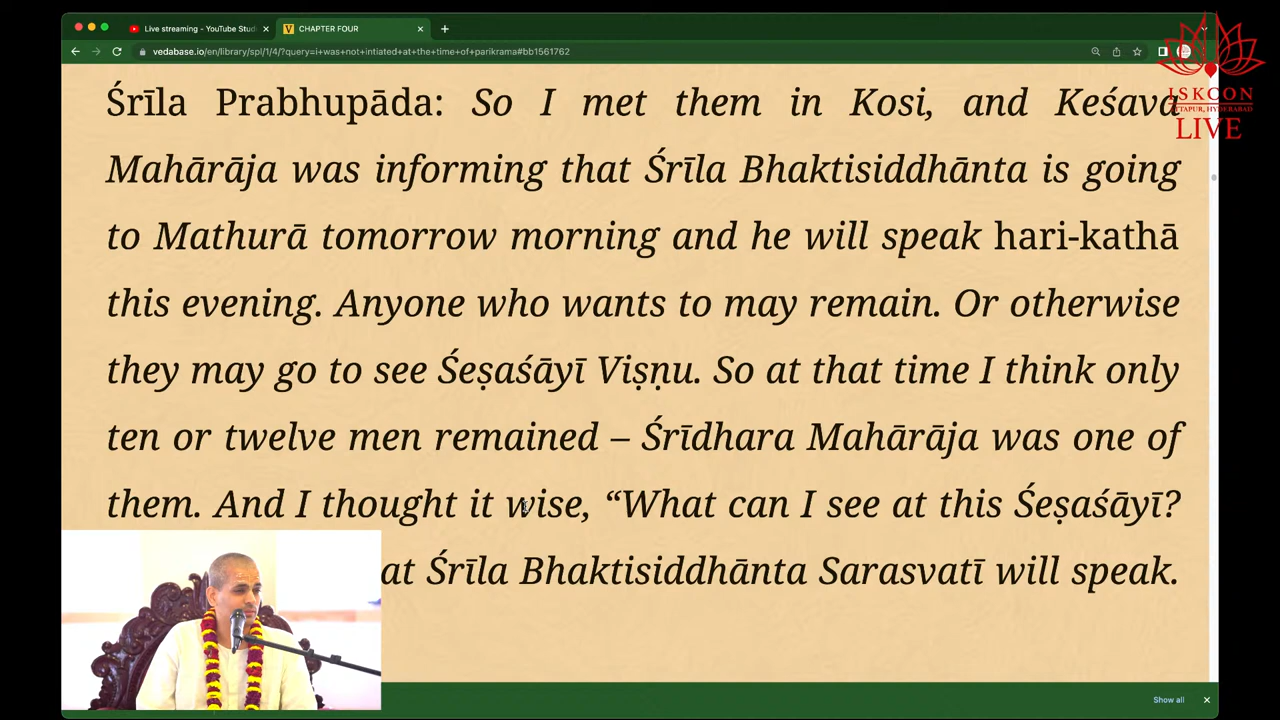 Live streaming - YouTube Stud
CHAPTER FOUR
vedabase.io/en/library/spl/1/4/?query=i+was+not+intiated+at+the+time+of+parikrama#bb1561762
ISKCON
ATTAPUR, HYDERABAD
LIVE
Śrīla Prabhupāda: So I met them in Kosi, and Keśava
Mahārāja was informing that Śrīla Bhaktisiddhānta is going
to Mathurā tomorrow morning and he will speak hari-kathā
this evening. Anyone who wants to may remain. Or otherwise
they may go to see Śeṣaśāyī Viṣṇu. So at that time I think only
ten or twelve men remained – Śrīdhara Mahārāja was one of
them. And I thought it wise, “What can I see at this Śeṣaśāyī?
at Śrīla Bhaktisiddhānta Sarasvatī will speak.
Show all